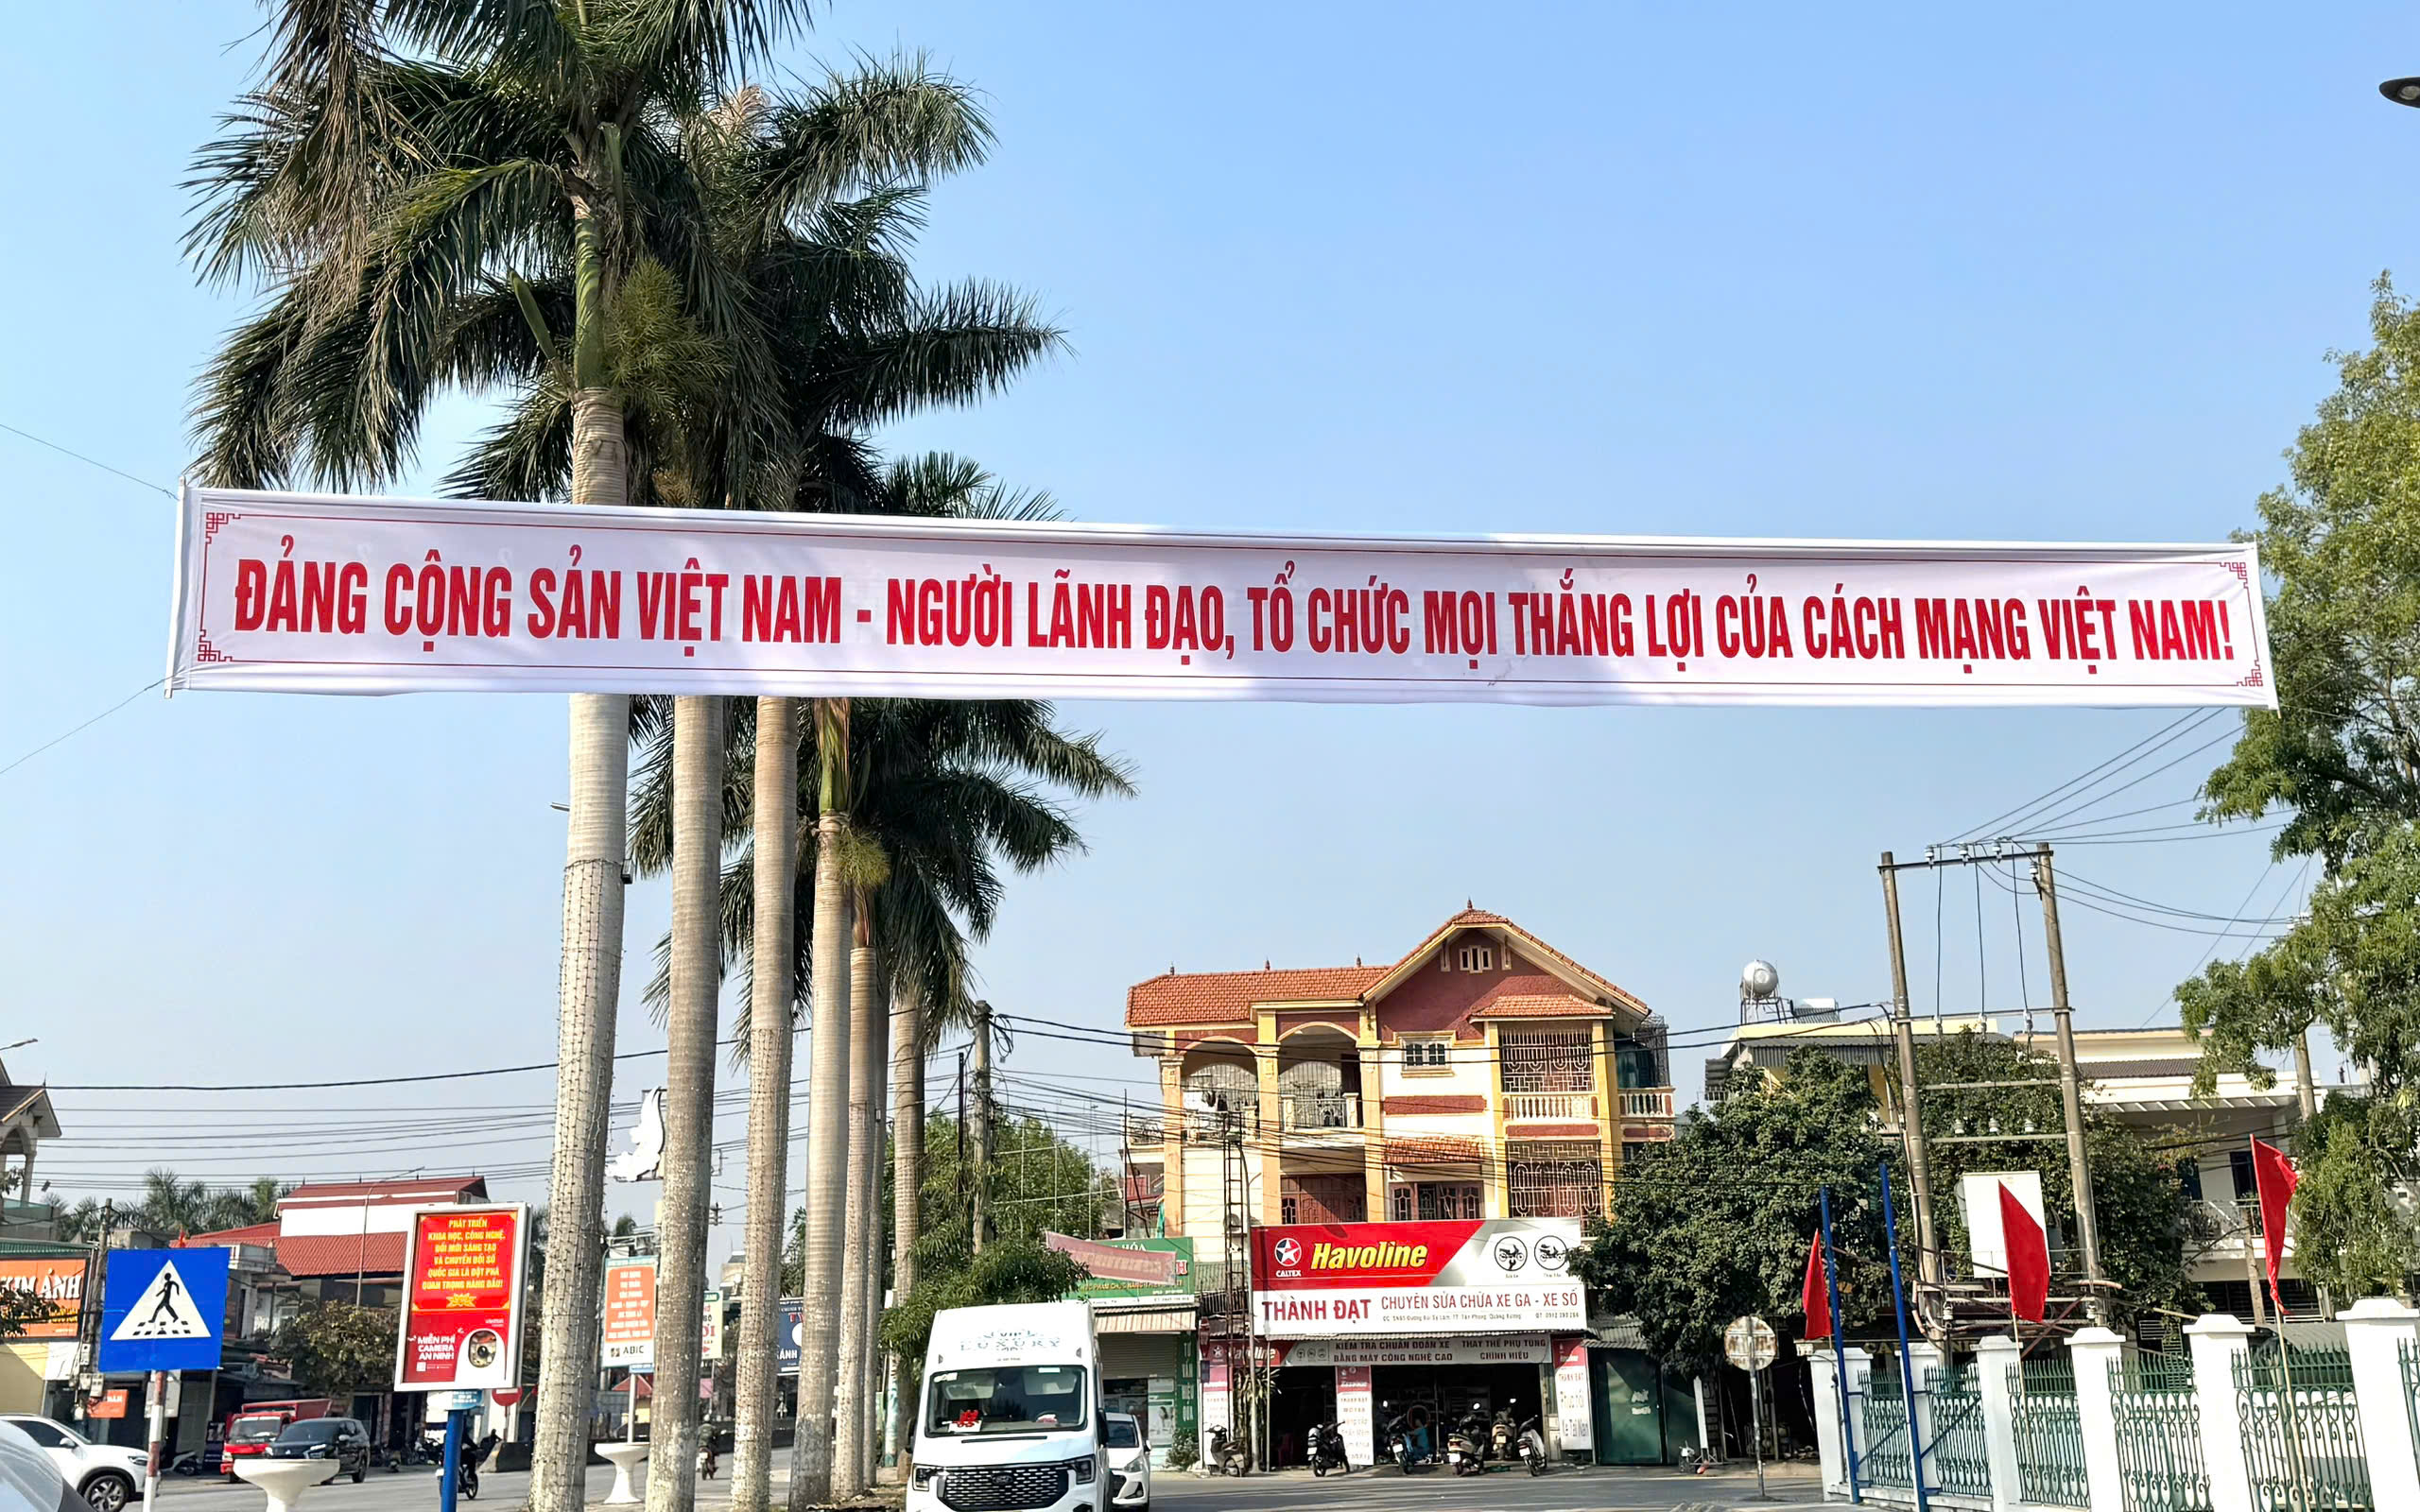 ĐẢNG CỘNG SẢN VIỆT NAM - NGƯỜI LÃNH ĐẠO, TỔ CHỨC MỌI THẮNG LỢI CỦA CÁCH MẠNG VIỆT NAM!
PHÁT TRIỂN
KHOA HỌC, CÔNG NGHỆ,
ĐỔI MỚI SÁNG TẠO
VÀ CHUYỂN ĐỔI SỐ
QUỐC GIA LÀ ĐỘT PHÁ
QUAN TRỌNG HÀNG ĐẦU!
MIỄN PHÍ
CAMERA
AN NINH
KIM ẢNH
ABIC
LUXURY
CALTEX
Havoline
THÀNH ĐẠT CHUYÊN SỬA CHỮA XE GA - XE SỐ
KIỂM TRA CHUẨN ĐOÁN XE
BẰNG MÁY CÔNG NGHỆ CAO
THAY THẾ PHỤ TÙNG
CHÍNH HIỆU